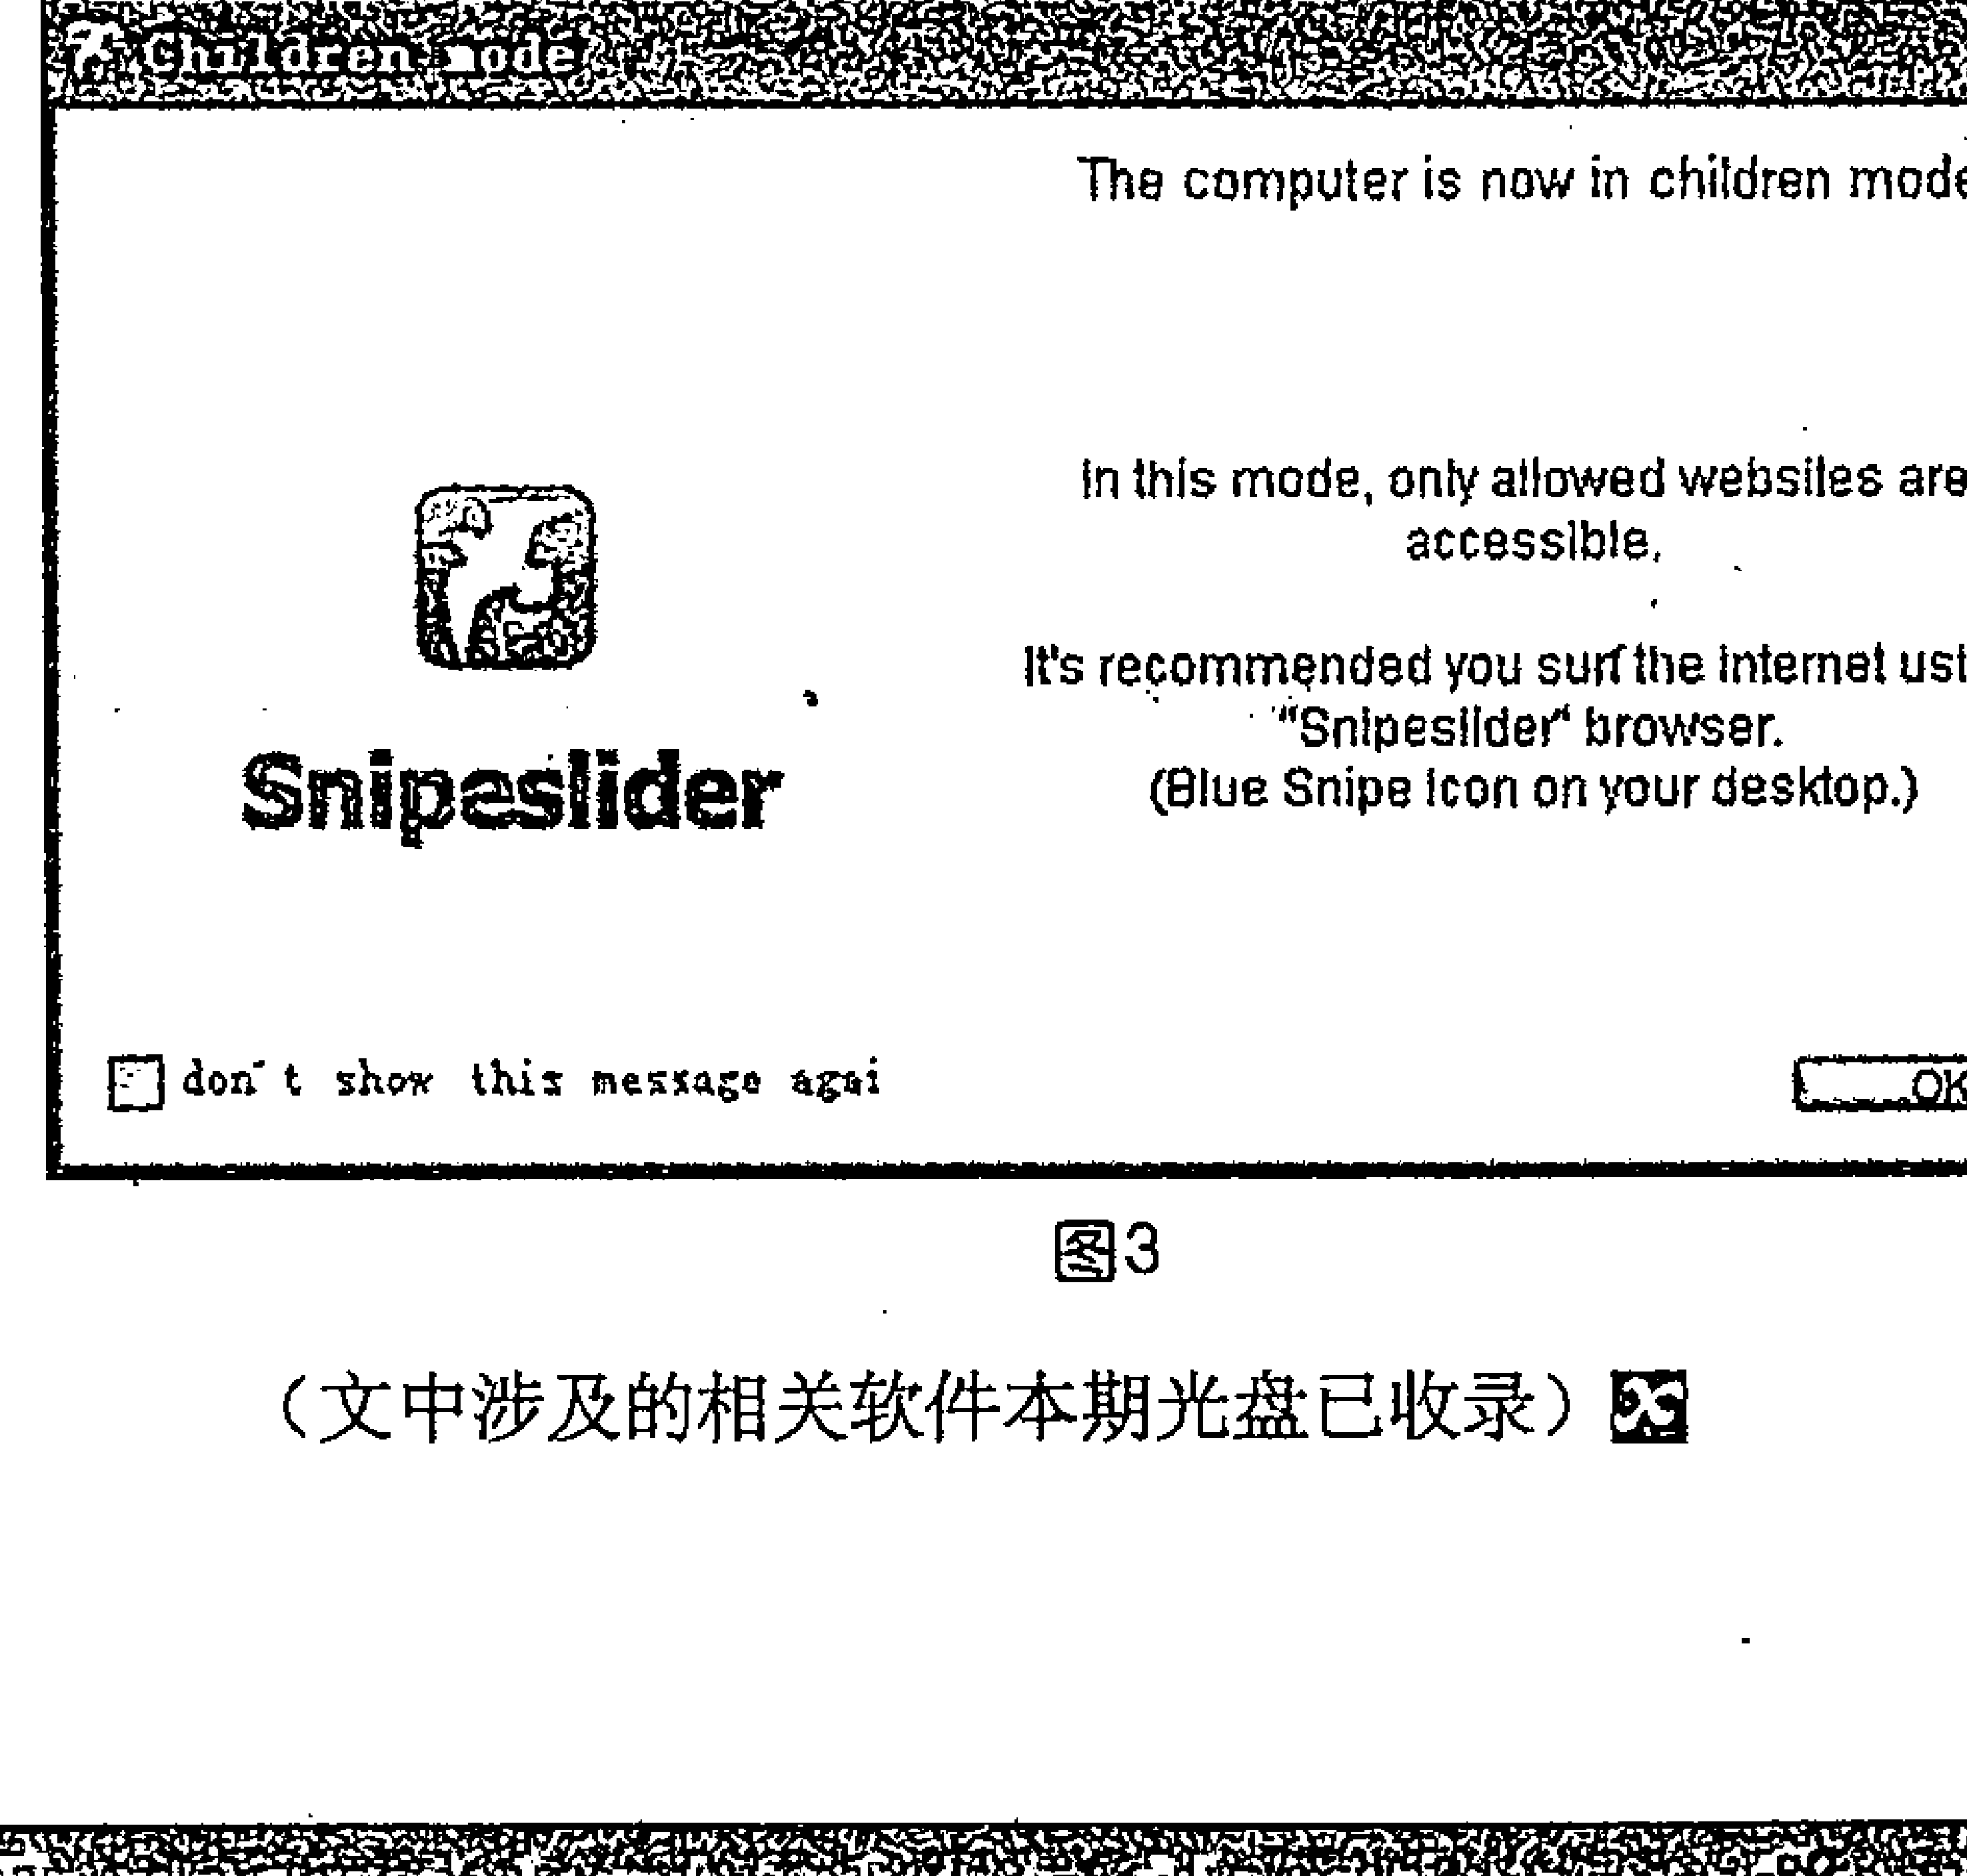 Children mode
The computer is now in children mode
In this mode, only allowed websites are
accessible.
It's recommended you surf the internet usi
"Snipeslider" browser.
(Blue Snipe Icon on your desktop.)
Snipeslider
don't show this message agai
OK
图3
（文中涉及的相关软件本期光盘已收录）